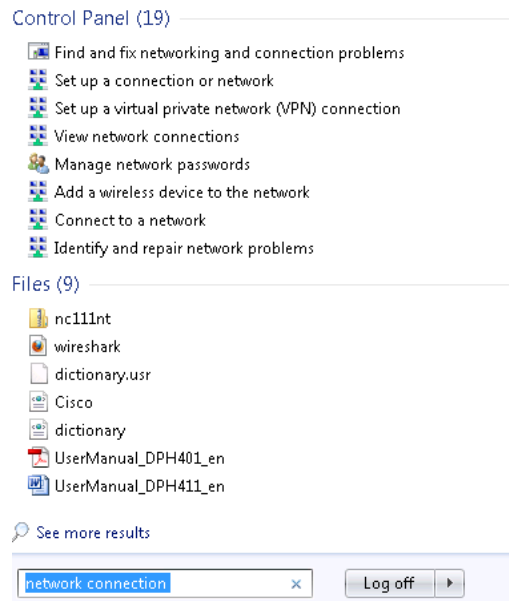 Control Panel (19)
Find and fix networking and connection problems
Set up a connection or network
Set up a virtual private network (VPN) connection
View network connections
Manage network passwords
Add a wireless device to the network
Connect to a network
Identify and repair network problems
Files (9)
nc111nt
wireshark
dictionary.usr
Cisco
dictionary
UserManual_DPH401_en
UserManual_DPH411_en
See more results
network connection
Log off